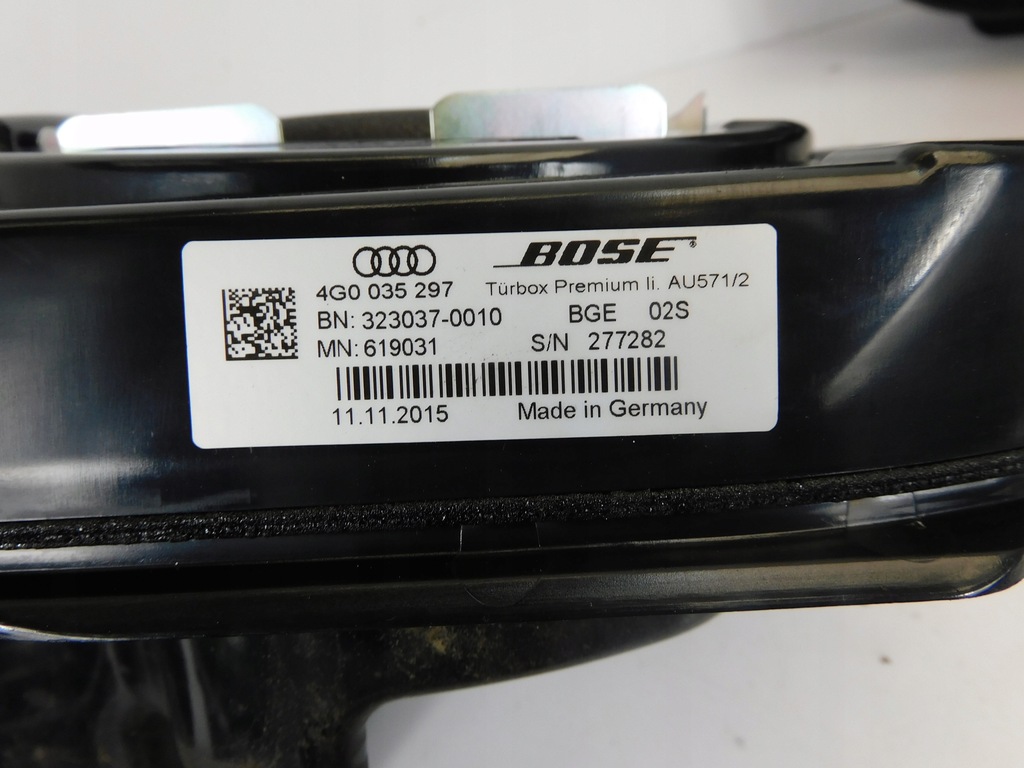 BOSE®
4G0 035 297 Türbox Premium li. AU571/2
BN: 323037-0010 BGE 02S
MN: 619031 S/N 277282
11.11.2015 Made in Germany